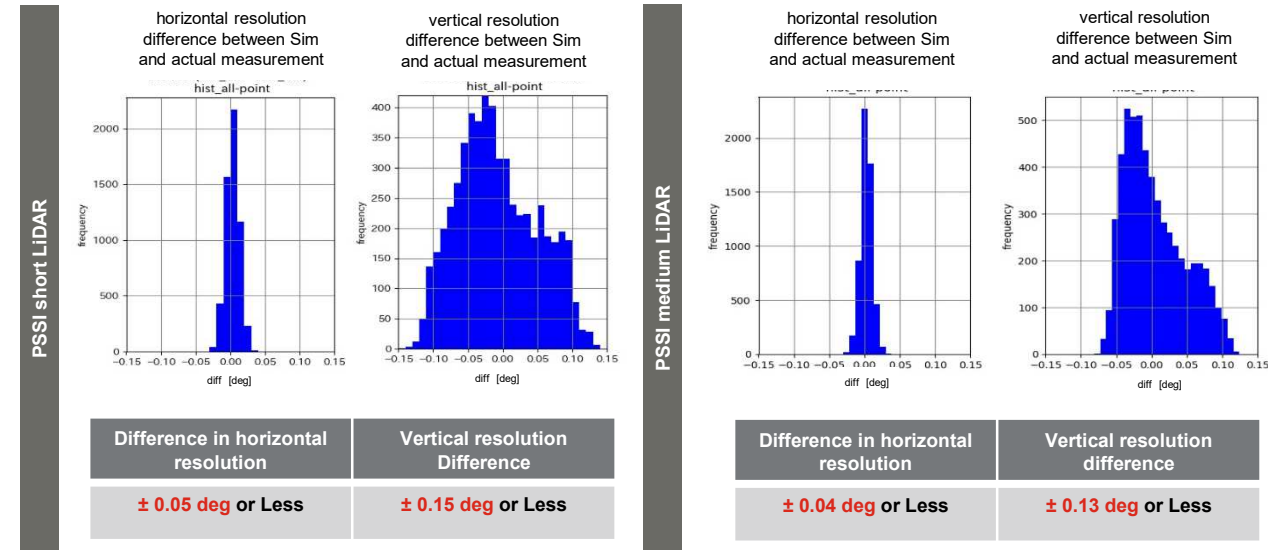 PSSI short LiDAR
horizontal resolution
difference between Sim
and actual measurement
hist_all-point
2000
1500
1000
500
0
frequency
−0.15 −0.10 −0.05 0.00 0.05 0.10 0.15
diff [deg]
vertical resolution
difference between Sim
and actual measurement
hist_all-point
400
350
300
250
200
150
100
50
0
frequency
−0.15 −0.10 −0.05 0.00 0.05 0.10 0.15
diff [deg]
Difference in horizontal
resolution
Vertical resolution
Difference
± 0.05 deg or Less
± 0.15 deg or Less
PSSI medium LiDAR
horizontal resolution
difference between Sim
and actual measurement
2000
1500
1000
500
0
frequency
−0.15 −0.10 −0.05 0.00 0.05 0.10 0.15
diff [deg]
vertical resolution
difference between Sim
and actual measurement
500
400
300
200
100
0
frequency
−0.15 −0.10 −0.05 0.00 0.05 0.10 0.15
diff [deg]
Difference in horizontal
resolution
Vertical resolution
difference
± 0.04 deg or Less
± 0.13 deg or Less